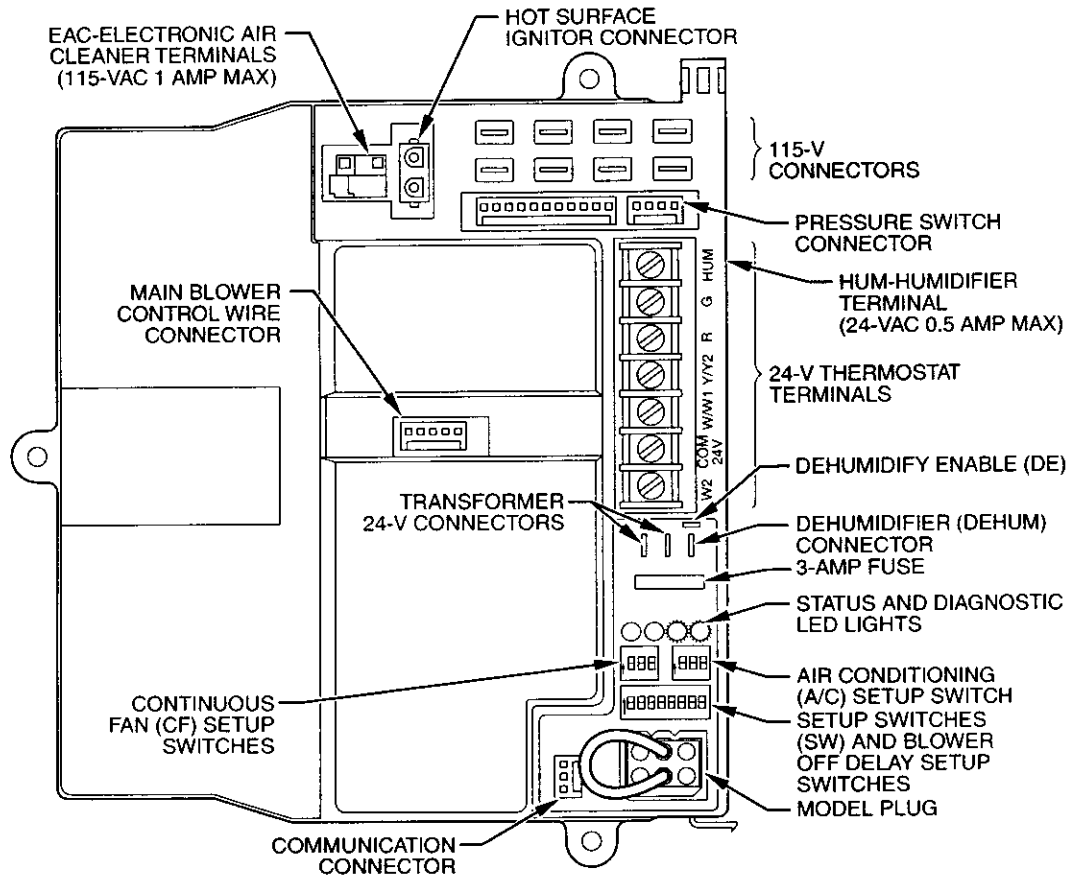 EAC-ELECTRONIC AIR
CLEANER TERMINALS
(115-VAC 1 AMP MAX)
HOT SURFACE
IGNITOR CONNECTOR
115-V
CONNECTORS
PRESSURE SWITCH
CONNECTOR
HUM-HUMIDIFIER
TERMINAL
(24-VAC 0.5 AMP MAX)
MAIN BLOWER
CONTROL WIRE
CONNECTOR
HUM
G
R
Y/Y2
W/W1
COM
24V
W2
24-V THERMOSTAT
TERMINALS
DEHUMIDIFY ENABLE (DE)
TRANSFORMER
24-V CONNECTORS
DEHUMIDIFIER (DEHUM)
CONNECTOR
3-AMP FUSE
STATUS AND DIAGNOSTIC
LED LIGHTS
CONTINUOUS
FAN (CF) SETUP
SWITCHES
AIR CONDITIONING
(A/C) SETUP SWITCH
SETUP SWITCHES
(SW) AND BLOWER
OFF DELAY SETUP
SWITCHES
MODEL PLUG
COMMUNICATION
CONNECTOR